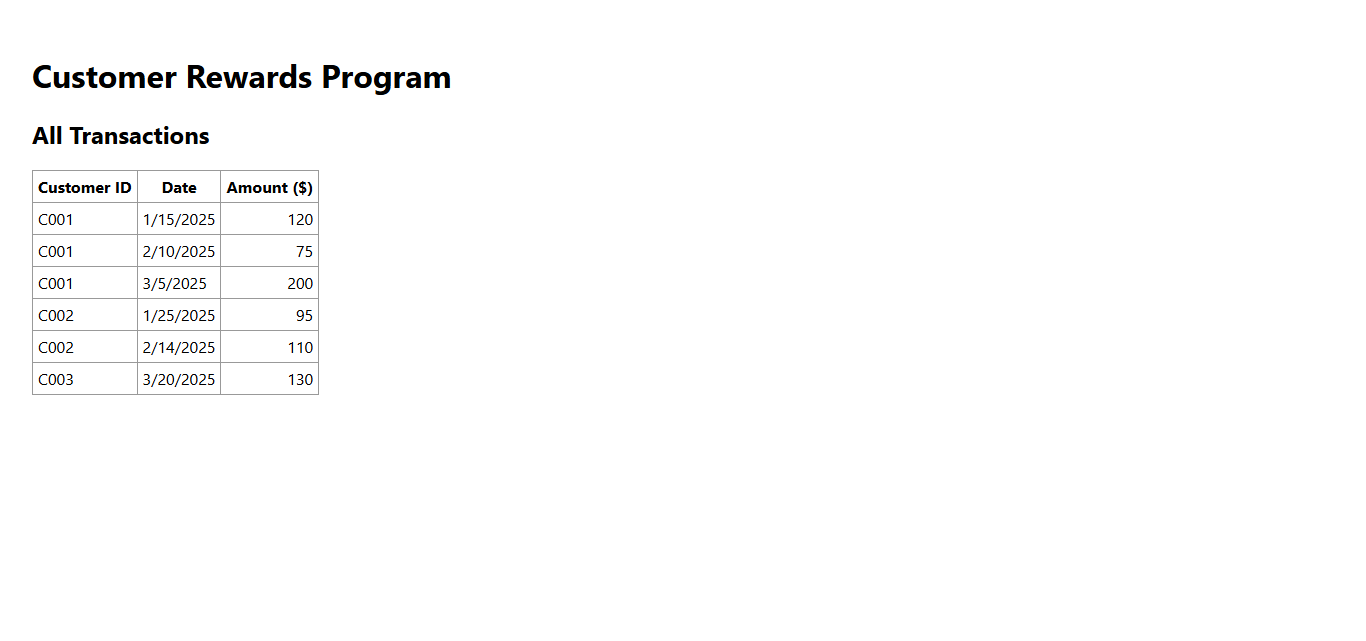 Customer Rewards Program
All Transactions
Customer ID Date Amount ($)
C001 1/15/2025 120
C001 2/10/2025 75
C001 3/5/2025 200
C002 1/25/2025 95
C002 2/14/2025 110
C003 3/20/2025 130